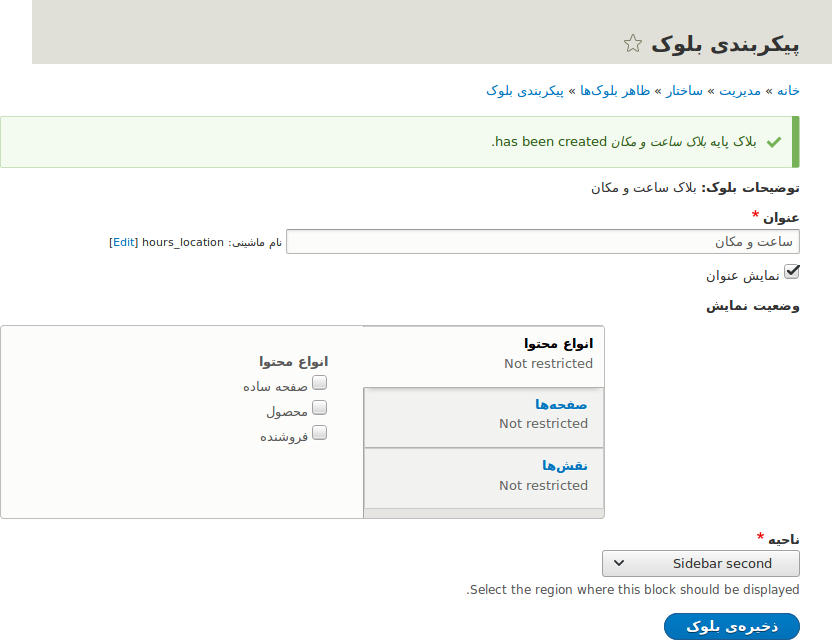 پیکربندی بلوک
خانه » مدیریت » ساختار » ظاهر بلوک‌ها » پیکربندی بلوک
بلاک پایه بلاک ساعت و مکان has been created.
توضیحات بلوک: بلاک ساعت و مکان
عنوان *
ساعت و مکان
نام ماشینی: hours_location [Edit]
نمایش عنوان
وضعیت نمایش
انواع محتوا
Not restricted
صفحه‌ها
Not restricted
نقش‌ها
Not restricted
انواع محتوا
صفحه ساده
محصول
فروشنده
ناحیه *
Sidebar second
Select the region where this block should be displayed.
ذخیره‌ی بلوک